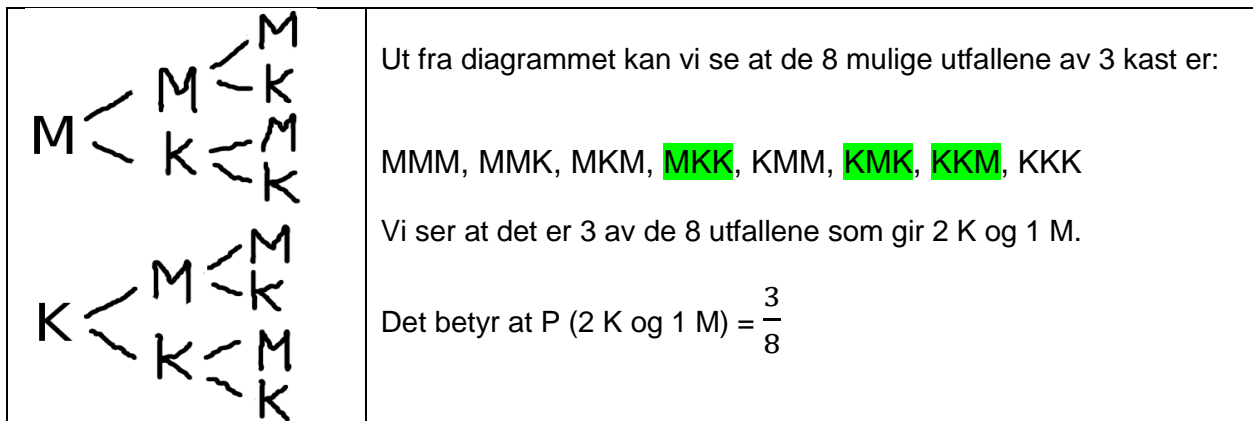 M
M
K
M
M
K
K
M
K
M
M
K
K
M
K
K
Ut fra diagrammet kan vi se at de 8 mulige utfallene av 3 kast er:
MMM, MMK, MKM, MKK, KMM, KMK, KKM, KKK
Vi ser at det er 3 av de 8 utfallene som gir 2 K og 1 M.
Det betyr at P (2 K og 1 M) = 3/8